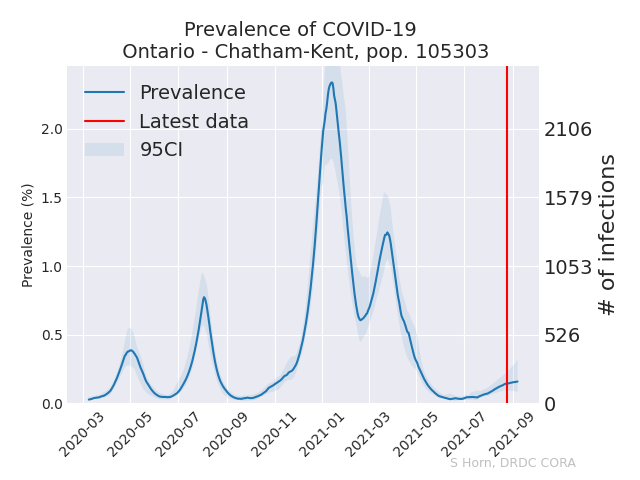 Prevalence of COVID-19
Ontario - Chatham-Kent, pop. 105303
Prevalence
Latest data
95CI
Prevalence (%)
2.0
1.5
1.0
0.5
0.0
2106
1579
1053
526
0
# of infections
2020-03
2020-05
2020-07
2020-09
2020-11
2021-01
2021-03
2021-05
2021-07
2021-09
S Horn, DRDC CORA